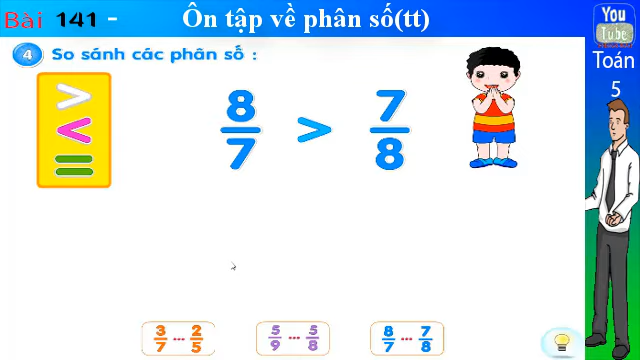 Bài 141 - Ôn tập về phân số(tt)
You
Tube
Toán
5
4 So sánh các phân số :
>
<
=
8/7 > 7/8
3/7 ... 2/5
5/9 ... 5/8
8/7 ... 7/8